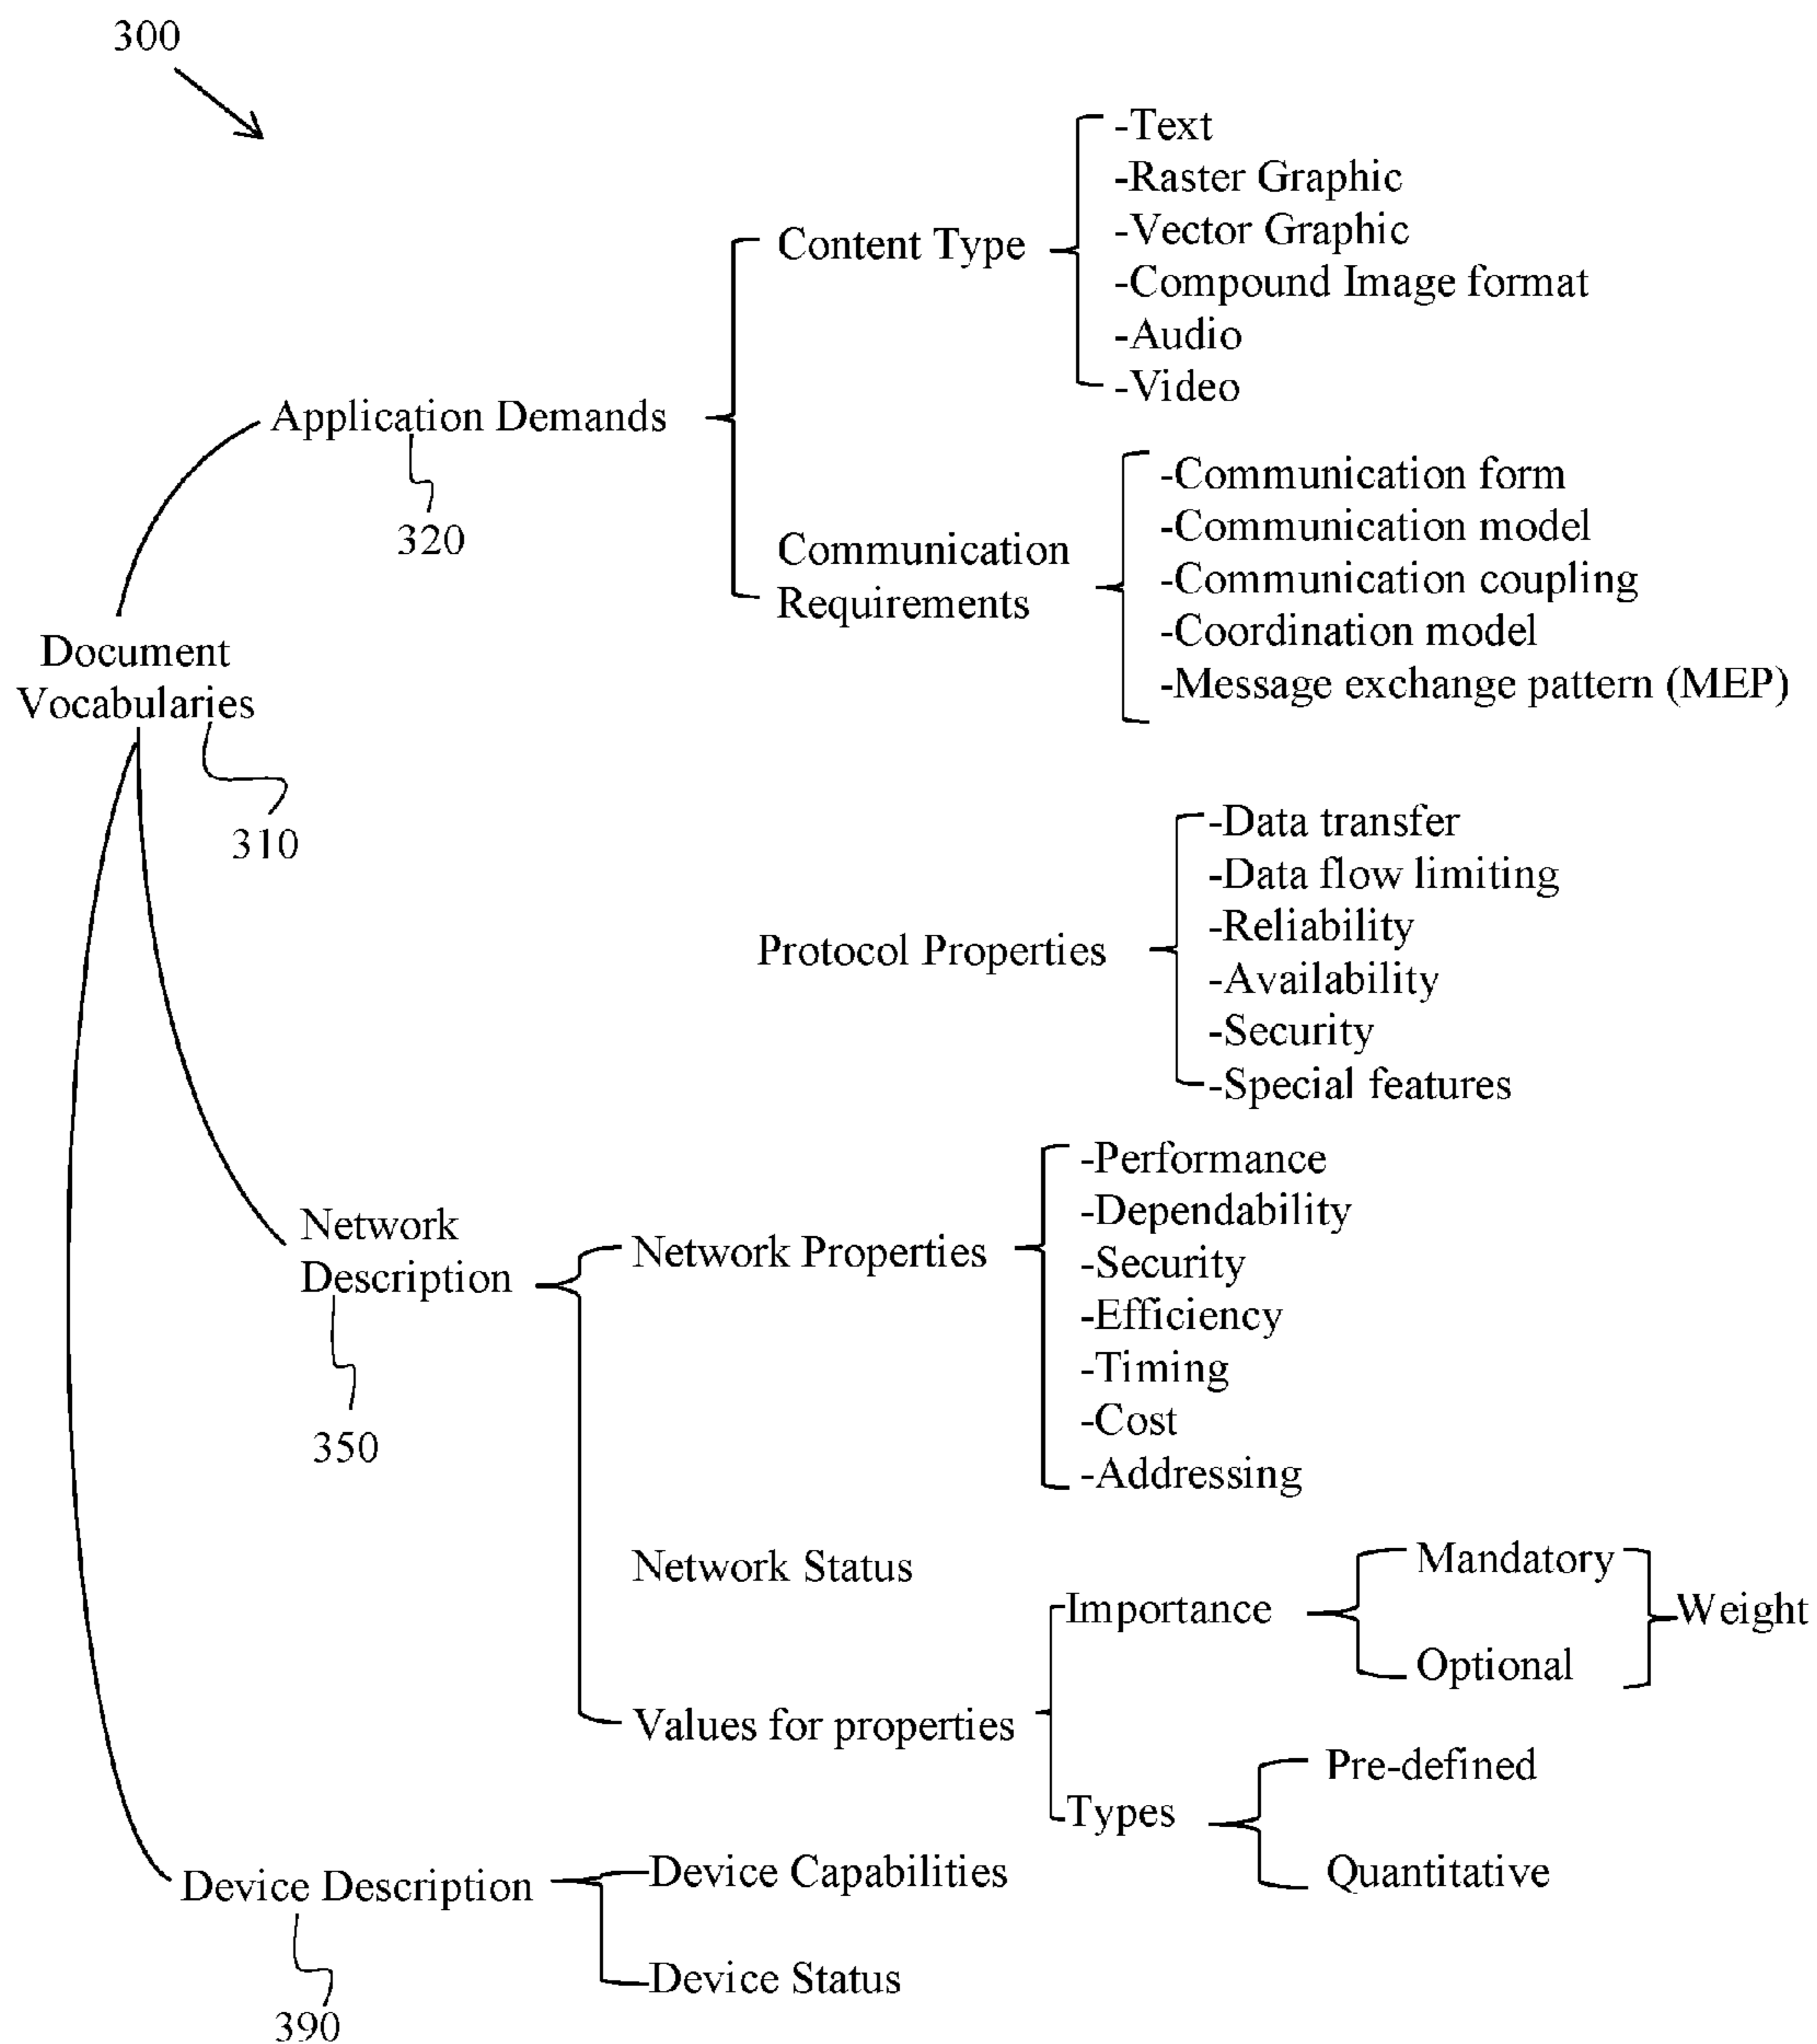 300
-Text
-Raster Graphic
-Vector Graphic
-Compound Image format
-Audio
-Video
Content Type
Application Demands
320
Communication
Requirements
-Communication form
-Communication model
-Communication coupling
-Coordination model
-Message exchange pattern (MEP)
Document
Vocabularies
310
Protocol Properties
-Data transfer
-Data flow limiting
-Reliability
-Availability
-Security
-Special features
Network
Description
350
Network Properties
-Performance
-Dependability
-Security
-Efficiency
-Timing
-Cost
-Addressing
Network Status
Values for properties
Importance
Mandatory
Optional
Weight
Types
Pre-defined
Quantitative
Device Description
390
Device Capabilities
Device Status